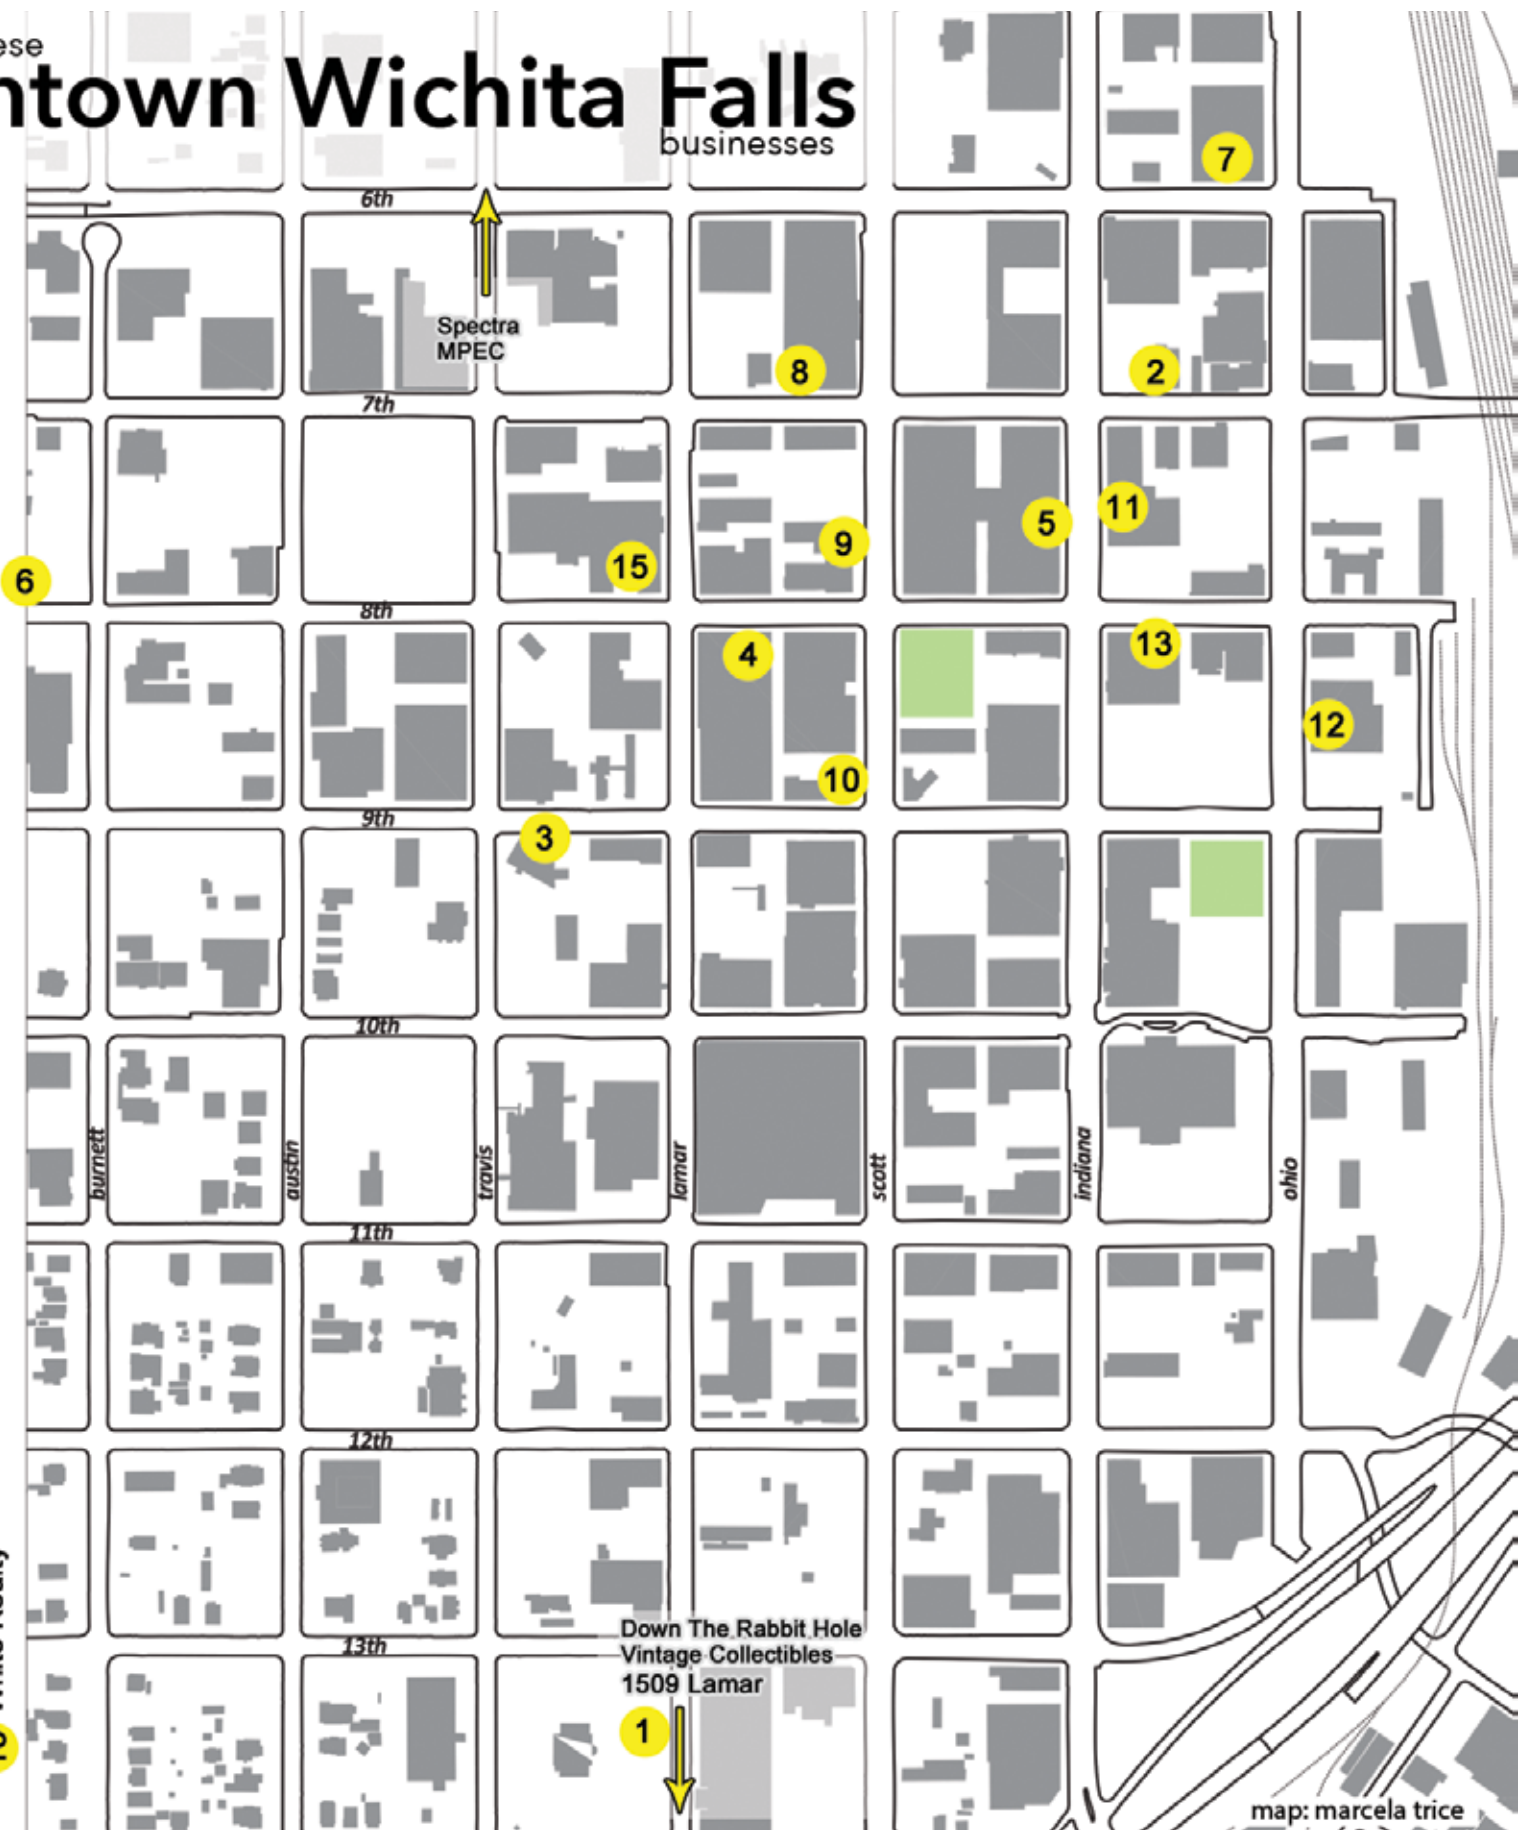 ese
ntown Wichita Falls
businesses
7
6th
Spectra
MPEC
8
2
7th
11
5
9
15
6
8th
13
4
12
10
9th
3
10th
burnett
austin
travis
lamar
scott
indiana
ohio
11th
12th
13th
Down The Rabbit Hole
Vintage Collectibles
1509 Lamar
1
map: marcela trice